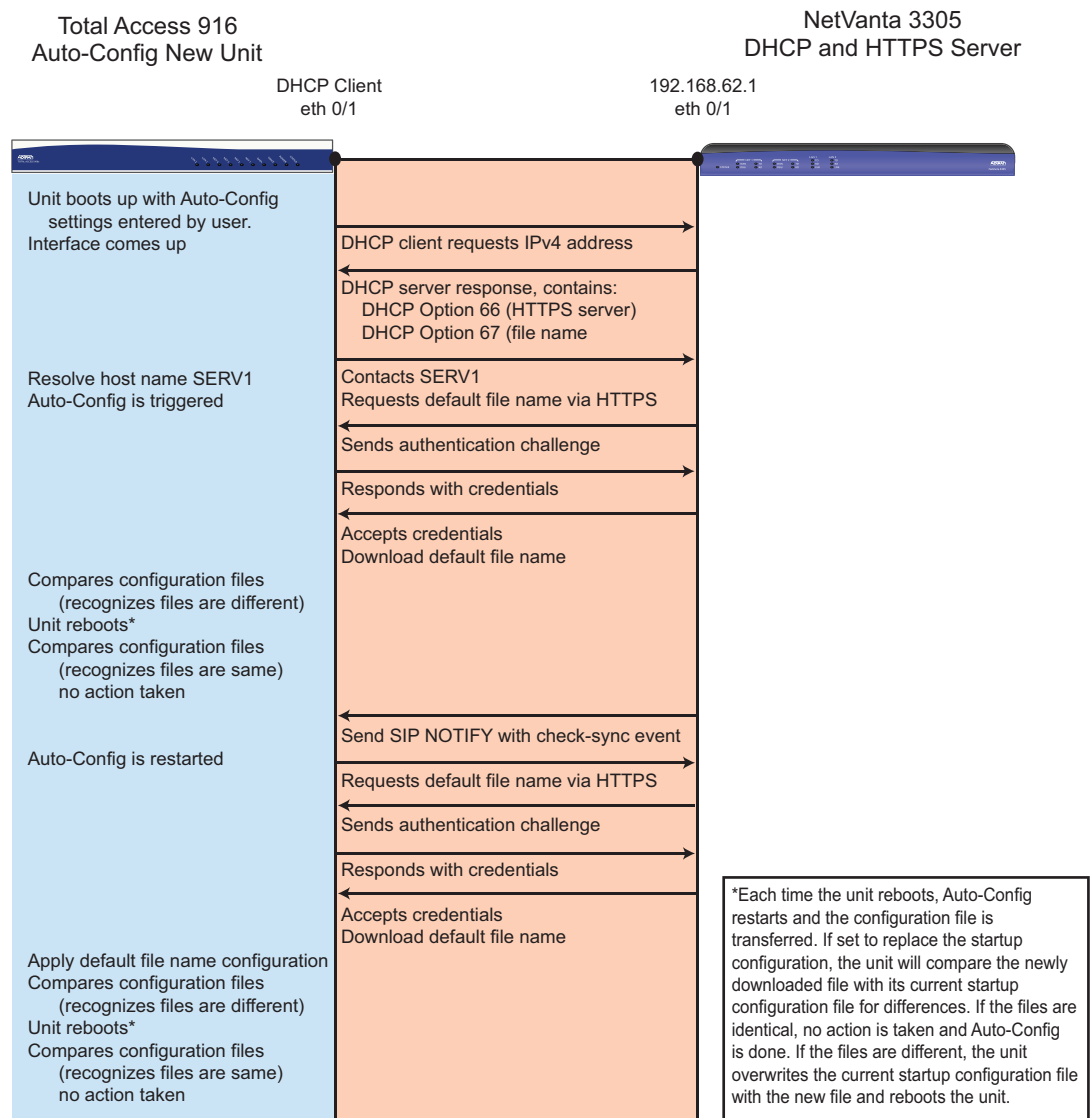 Total Access 916
Auto-Config New Unit
NetVanta 3305
DHCP and HTTPS Server
DHCP Client
eth 0/1
192.168.62.1
eth 0/1
Unit boots up with Auto-Config
settings entered by user.
Interface comes up
DHCP client requests IPv4 address
DHCP server response, contains:
DHCP Option 66 (HTTPS server)
DHCP Option 67 (file name
Resolve host name SERV1
Auto-Config is triggered
Contacts SERV1
Requests default file name via HTTPS
Sends authentication challenge
Responds with credentials
Accepts credentials
Download default file name
Compares configuration files
(recognizes files are different)
Unit reboots*
Compares configuration files
(recognizes files are same)
no action taken
Send SIP NOTIFY with check-sync event
Auto-Config is restarted
Requests default file name via HTTPS
Sends authentication challenge
Responds with credentials
Accepts credentials
Download default file name
Apply default file name configuration
Compares configuration files
(recognizes files are different)
Unit reboots*
Compares configuration files
(recognizes files are same)
no action taken
*Each time the unit reboots, Auto-Config
restarts and the configuration file is
transferred. If set to replace the startup
configuration, the unit will compare the newly
downloaded file with its current startup
configuration file for differences. If the files are
identical, no action is taken and Auto-Config
is done. If the files are different, the unit
overwrites the current startup configuration file
with the new file and reboots the unit.